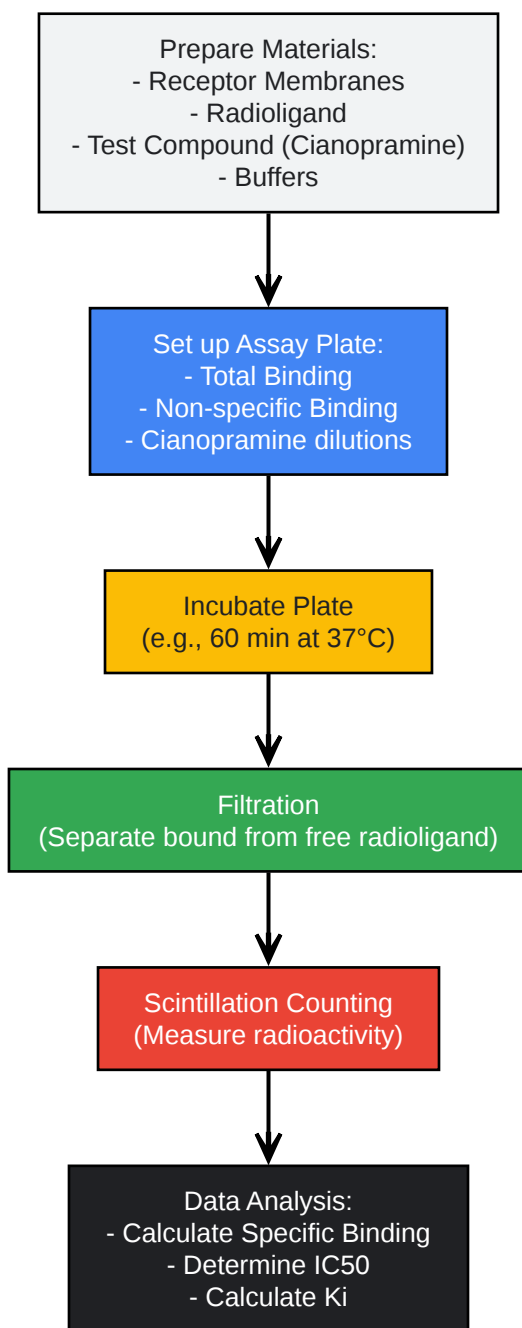 Prepare Materials:
- Receptor Membranes
- Radioligand
- Test Compound (Cianopramine)
- Buffers
Set up Assay Plate:
- Total Binding
- Non-specific Binding
- Cianopramine dilutions
Incubate Plate
(e.g., 60 min at 37°C)
Filtration
(Separate bound from free radioligand)
Scintillation Counting
(Measure radioactivity)
Data Analysis:
- Calculate Specific Binding
- Determine IC50
- Calculate Ki